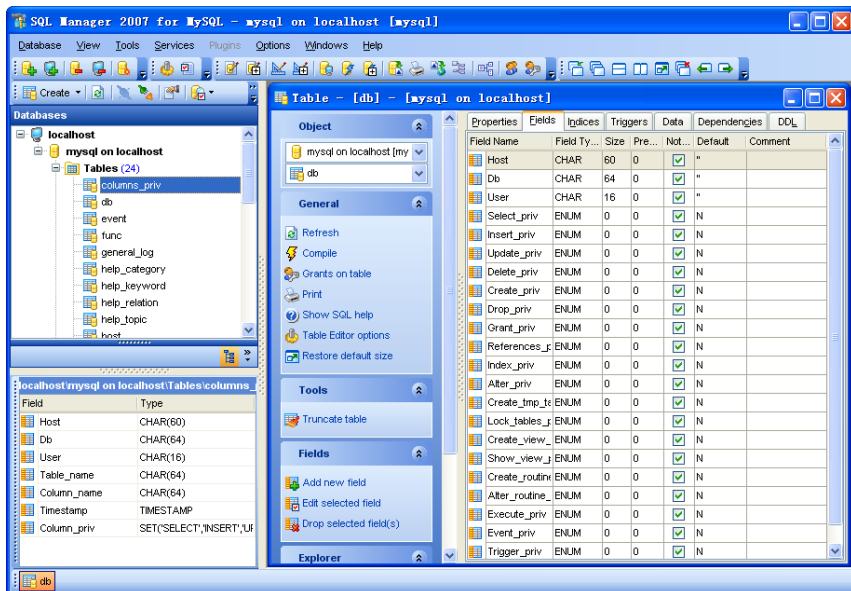 SQL Manager 2007 for MySQL - mysql on localhost [mysql]
Database View Tools Services Plugins Options Windows Help
Create
Databases
localhost
mysql on localhost
Tables (24)
columns_priv
db
event
func
general_log
help_category
help_keyword
help_relation
help_topic
host
localhost\mysql on localhost\Tables\columns_
Field Type
Host CHAR(60)
Db CHAR(64)
User CHAR(16)
Table_name CHAR(64)
Column_name CHAR(64)
Timestamp TIMESTAMP
Column_priv SET('SELECT','INSERT','UP
Table - [db] - [mysql on localhost]
Object
mysql on localhost [my
db
General
Refresh
Compile
Grants on table
Print
Show SQL help
Table Editor options
Restore default size
Tools
Truncate table
Fields
Add new field
Edit selected field
Drop selected field(s)
Explorer
Properties Fields Indices Triggers Data Dependencies DDL
Field Name Field Ty... Size Pre... Not... Default Comment
Host CHAR 60 0 ''
Db CHAR 64 0 ''
User CHAR 16 0 ''
Select_priv ENUM 0 0 N
Insert_priv ENUM 0 0 N
Update_priv ENUM 0 0 N
Delete_priv ENUM 0 0 N
Create_priv ENUM 0 0 N
Drop_priv ENUM 0 0 N
Grant_priv ENUM 0 0 N
References_p ENUM 0 0 N
Index_priv ENUM 0 0 N
Alter_priv ENUM 0 0 N
Create_tmp_ta ENUM 0 0 N
Lock_tables_p ENUM 0 0 N
Create_view_ ENUM 0 0 N
Show_view_p ENUM 0 0 N
Create_routine ENUM 0 0 N
Alter_routine_ ENUM 0 0 N
Execute_priv ENUM 0 0 N
Event_priv ENUM 0 0 N
Trigger_priv ENUM 0 0 N
db